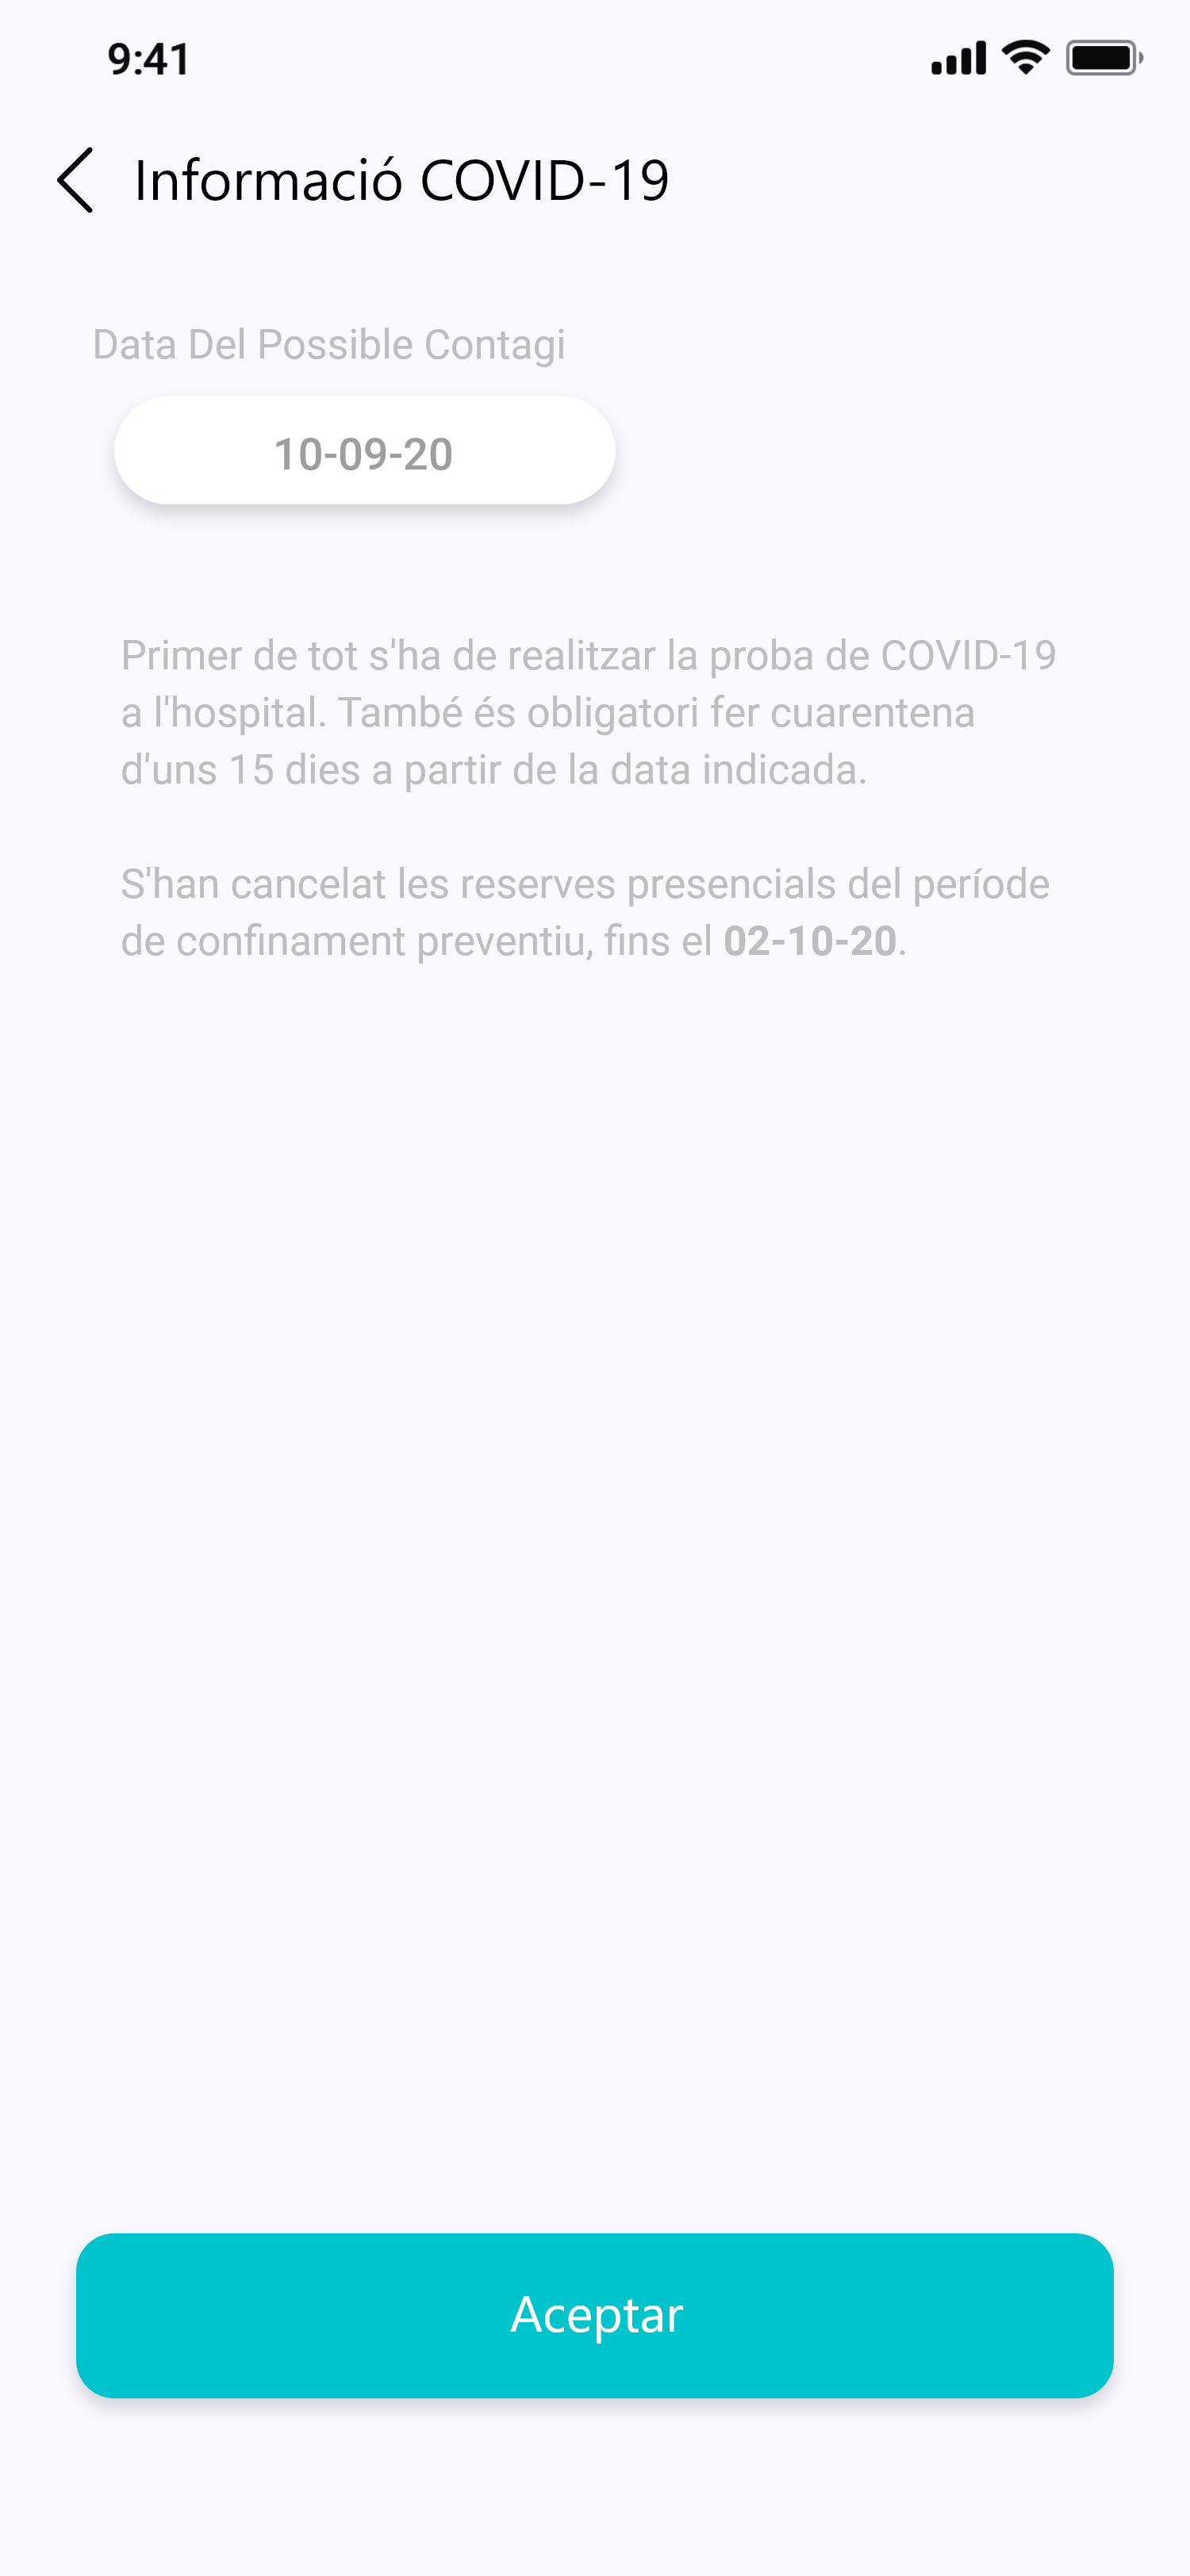 9:41
Informació COVID-19
Data Del Possible Contagi
10-09-20
Primer de tot s'ha de realitzar la proba de COVID-19
a l'hospital. També és obligatori fer cuarentena
d'uns 15 dies a partir de la data indicada.
S'han cancelat les reserves presencials del període
de confinament preventiu, fins el 02-10-20.
Aceptar